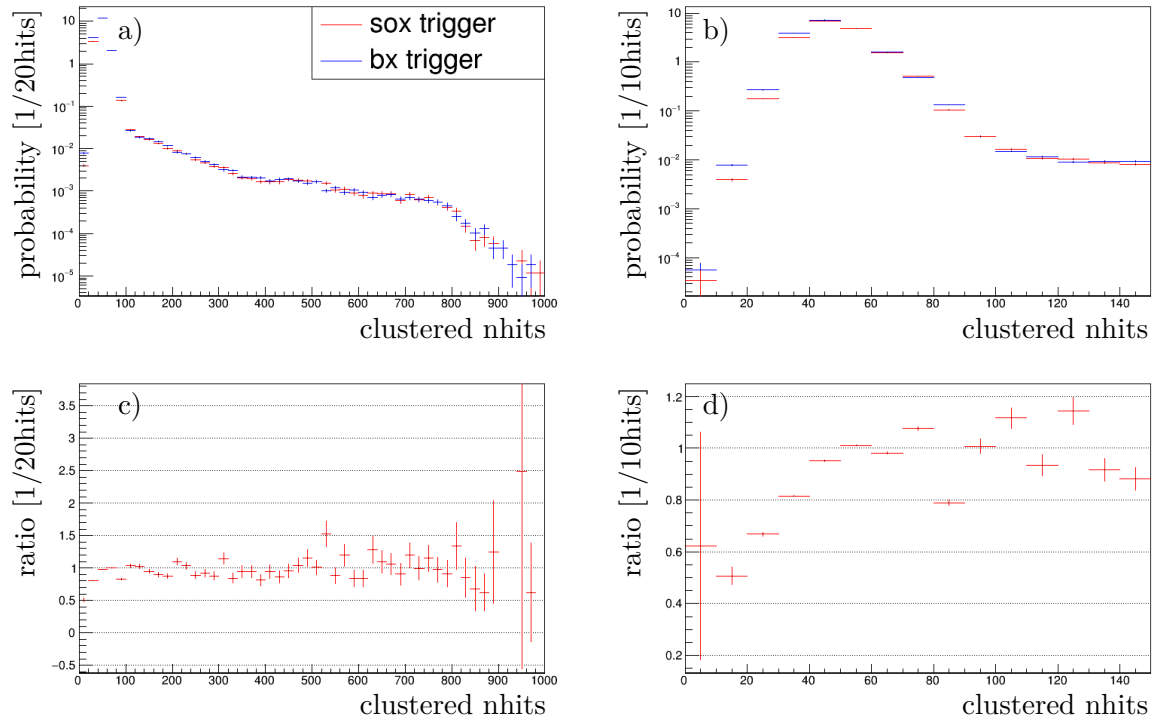 a)
sox trigger
bx trigger
probability [1/20hits]
10
1
10⁻¹
10⁻²
10⁻³
10⁻⁴
10⁻⁵
0 100 200 300 400 500 600 700 800 900 1000
clustered nhits
b)
probability [1/10hits]
10
1
10⁻¹
10⁻²
10⁻³
10⁻⁴
0 20 40 60 80 100 120 140
clustered nhits
c)
ratio [1/20hits]
3.5
3
2.5
2
1.5
1
0.5
0
−0.5
0 100 200 300 400 500 600 700 800 900 1000
clustered nhits
d)
ratio [1/10hits]
1.2
1
0.8
0.6
0.4
0.2
0 20 40 60 80 100 120 140
clustered nhits